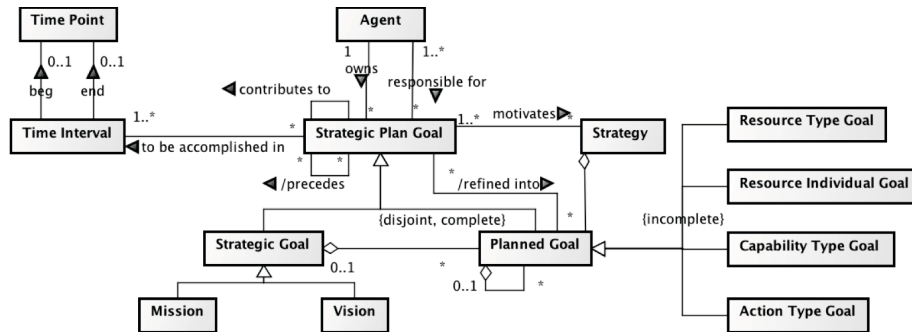 Time Point
Agent
0..1
0..1
1
1..*
owns
responsible for
beg
end
contributes to
*
*
Time Interval
1..*
*
Strategic Plan Goal
1..*
motivates
*
Strategy
Resource Type Goal
to be accomplished in
*
*
*
/precedes
/refined into
Resource Individual Goal
{disjoint, complete}
*
{incomplete}
Strategic Goal
Planned Goal
Capability Type Goal
0..1
*
0..1
*
Mission
Vision
Action Type Goal